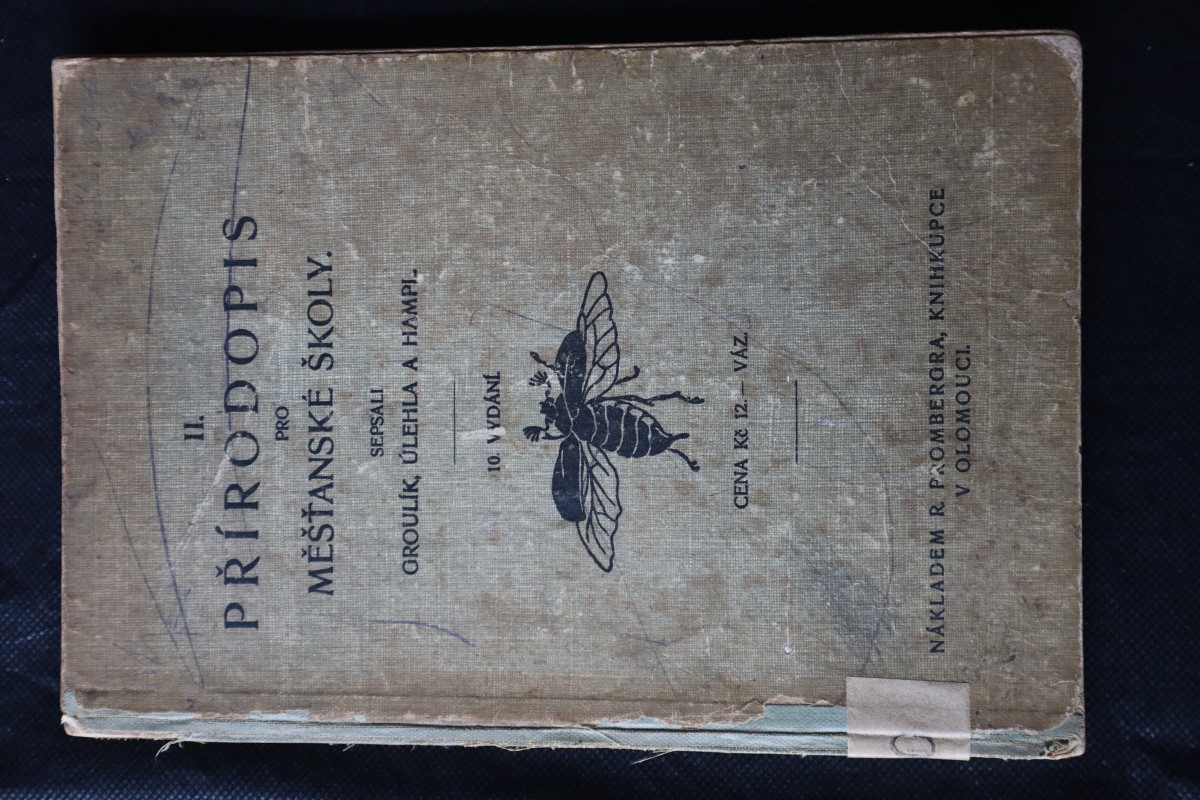 II.
PŘÍRODOPIS
PRO
MĚŠŤANSKÉ ŠKOLY.
SEPSALI
GROULÍK, ÚLEHLA A HAMPL.
10. VYDÁNÍ.
CENA Kč 12.— VÁZ.
NÁKLADEM R. PROMBERGRA, KNIHKUPCE
V OLOMOUCI.